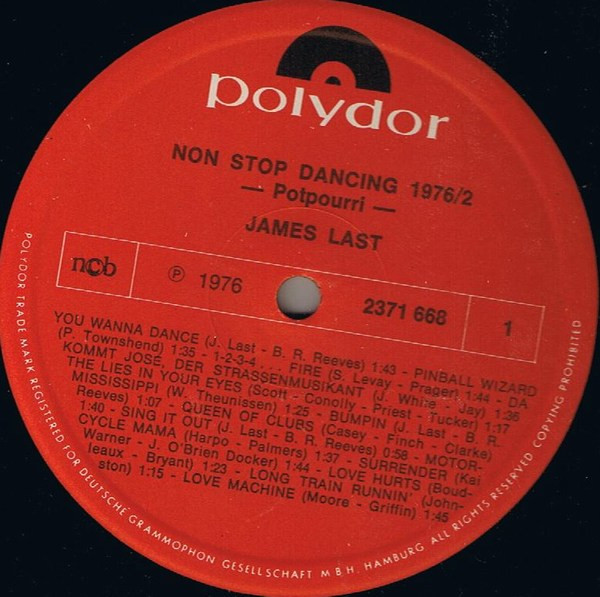 polydor
NON STOP DANCING 1976/2
— Potpourri —
JAMES LAST
ncb
Ⓟ 1976
2371 668
1
YOU WANNA DANCE (J. Last - B. R. Reeves) 1:43 - PINBALL WIZARD
(P. Townshend) 1:35 - 1-2-3-4 . . . FIRE (S. Levay - Prager) 1:44 - DA
KOMMT JOSÉ, DER STRASSENMUSIKANT (J. White - Jay) 1:36
THE LIES IN YOUR EYES (Scott - Conolly - Priest - Tucker) 1:17
MISSISSIPPI (W. Theunissen) 1:25 - BUMPIN (J. Last - B. R.
Reeves) 1:07 - QUEEN OF CLUBS (Casey - Finch - Clarke)
1:40 - SING IT OUT (J. Last - B. R. Reeves) 0:58 - MOTOR-
CYCLE MAMA (Harpo - Palmers) 1:37 - SURRENDER (Kai
Warner - J. O'Brien Docker) 1:44 - LOVE HURTS (Boud-
leaux - Bryant) 1:23 - LONG TRAIN RUNNIN' (John-
ston) 1:15 - LOVE MACHINE (Moore - Griffin) 1:45
POLYDOR TRADE MARK REGISTERED FOR DEUTSCHE GRAMMOPHON GESELLSCHAFT M B H. HAMBURG ALL RIGHTS RESERVED COPYING PROHIBITED